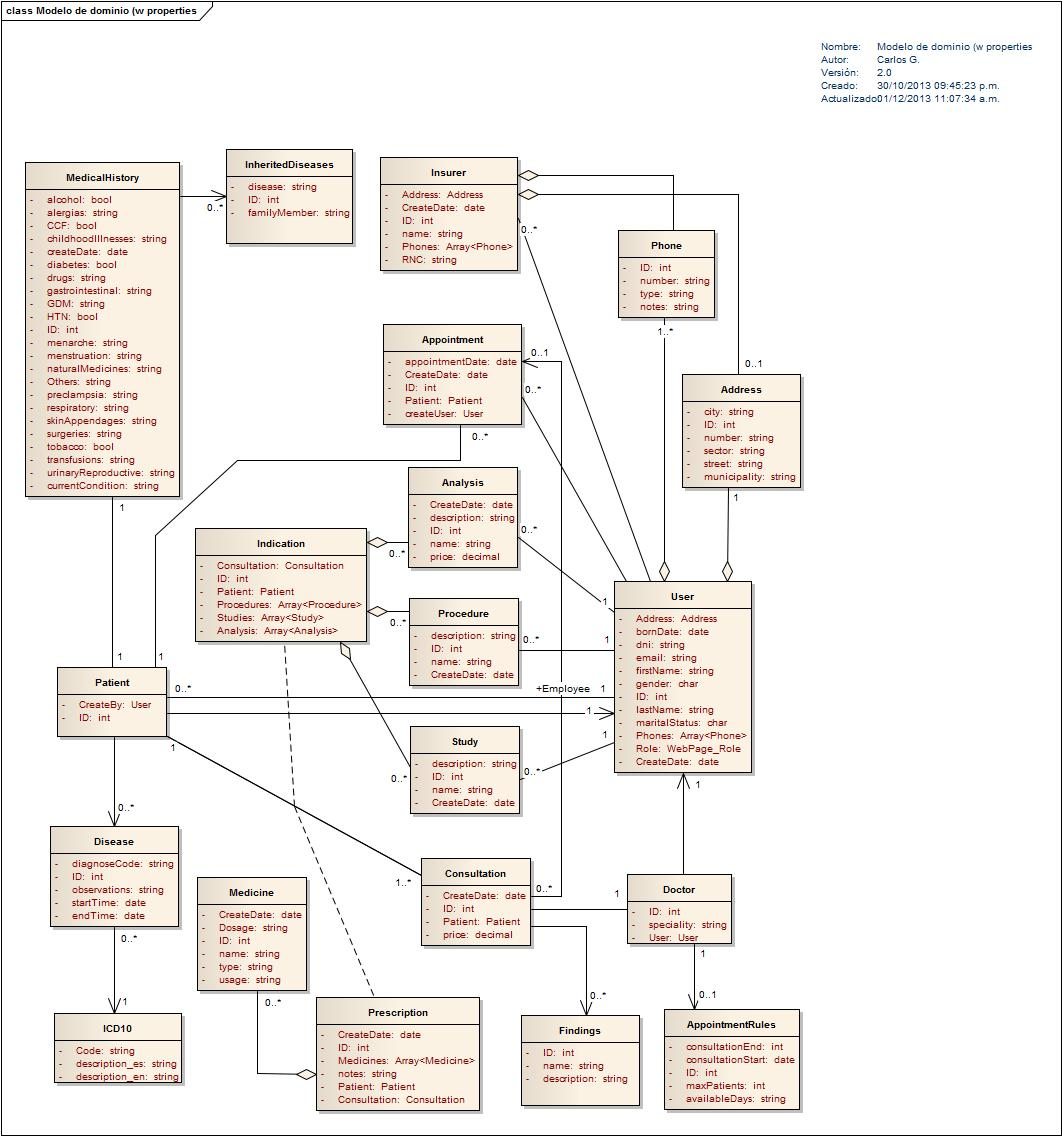 class Modelo de dominio (w properties
Nombre: Modelo de dominio (w properties
Autor: Carlos G.
Versión: 2.0
Creado: 30/10/2013 09:45:23 p.m.
Actualizado01/12/2013 11:07:34 a.m.
MedicalHistory
- alcohol: bool
- alergias: string
- CCF: bool
- childhoodIllnesses: string
- createDate: date
- diabetes: bool
- drugs: string
- gastrointestinal: string
- GDM: string
- HTN: bool
- ID: int
- menarche: string
- menstruation: string
- naturalMedicines: string
- Others: string
- preclampsia: string
- respiratory: string
- skinAppendages: string
- surgeries: string
- tobacco: bool
- transfusions: string
- urinaryReproductive: string
- currentCondition: string
1
0..*
InheritedDiseases
- disease: string
- ID: int
- familyMember: string
Insurer
- Address: Address
- CreateDate: date
- ID: int
- name: string
- Phones: Array<Phone>
- RNC: string
0..*
Phone
- ID: int
- number: string
- type: string
- notes: string
1..*
0..1
Address
- city: string
- ID: int
- number: string
- sector: string
- street: string
- municipality: string
1
Appointment
- appointmentDate: date
- CreateDate: date
- ID: int
- Patient: Patient
- createUser: User
0..1
0..*
0..*
Analysis
- CreateDate: date
- description: string
- ID: int
- name: string
- price: decimal
0..*
0..*
Indication
- Consultation: Consultation
- ID: int
- Patient: Patient
- Procedures: Array<Procedure>
- Studies: Array<Study>
- Analysis: Array<Analysis>
Procedure
- description: string
- ID: int
- name: string
- CreateDate: date
0..*
0..*
User
- Address: Address
- bornDate: date
- dni: string
- email: string
- firstName: string
- gender: char
- ID: int
- lastName: string
- maritalStatus: char
- Phones: Array<Phone>
- Role: WebPage_Role
- CreateDate: date
1
1
+Employee 1
1
1
1
1
1
Patient
- CreateBy: User
- ID: int
0..*
1
Study
- description: string
- ID: int
- name: string
- CreateDate: date
0..*
0..*
0..*
Disease
- diagnoseCode: string
- ID: int
- observations: string
- startTime: date
- endTime: date
0..*
1
ICD10
- Code: string
- description_es: string
- description_en: string
Medicine
- CreateDate: date
- Dosage: string
- ID: int
- name: string
- type: string
- usage: string
0..*
Consultation
- CreateDate: date
- ID: int
- Patient: Patient
- price: decimal
1..*
0..*
1
Doctor
- ID: int
- speciality: string
- User: User
1
0..1
0..*
Prescription
- CreateDate: date
- ID: int
- Medicines: Array<Medicine>
- notes: string
- Patient: Patient
- Consultation: Consultation
Findings
- ID: int
- name: string
- description: string
AppointmentRules
- consultationEnd: int
- consultationStart: date
- ID: int
- maxPatients: int
- availableDays: string